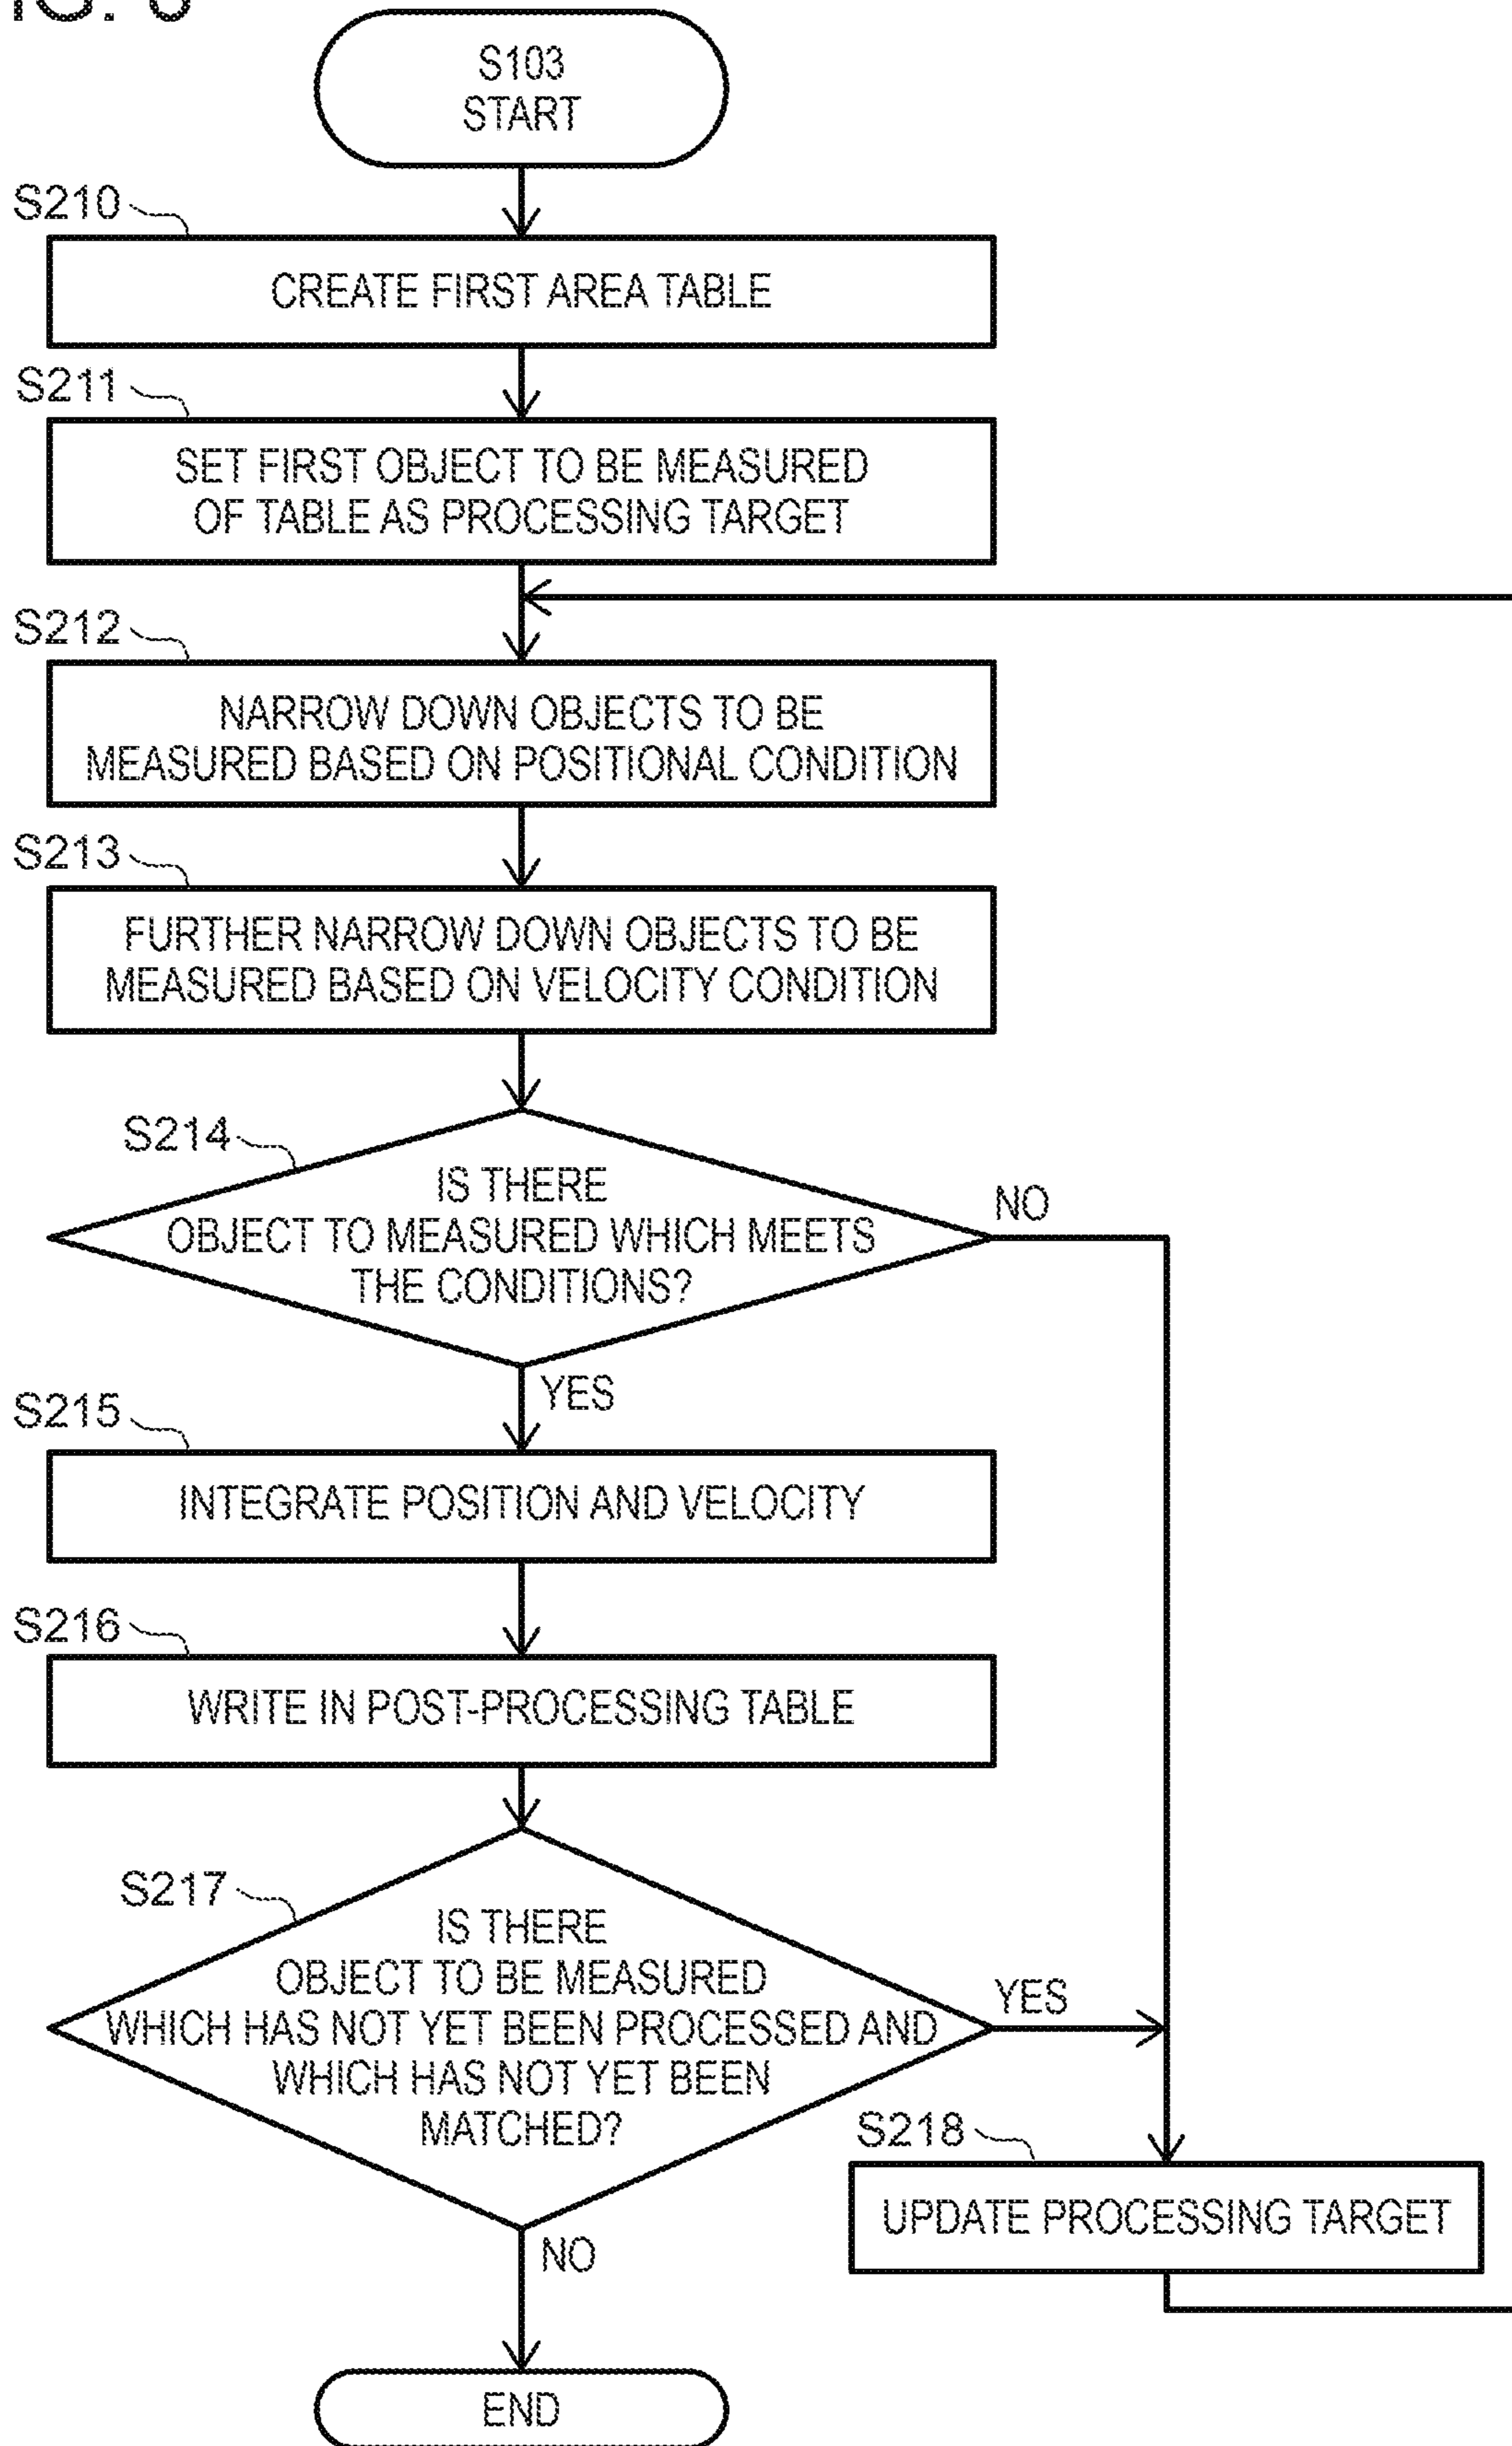 S103
START
S210
CREATE FIRST AREA TABLE
S211
SET FIRST OBJECT TO BE MEASURED
OF TABLE AS PROCESSING TARGET
S212
NARROW DOWN OBJECTS TO BE
MEASURED BASED ON POSITIONAL CONDITION
S213
FURTHER NARROW DOWN OBJECTS TO BE
MEASURED BASED ON VELOCITY CONDITION
S214
IS THERE
OBJECT TO MEASURED WHICH MEETS
THE CONDITIONS?
NO
YES
S215
INTEGRATE POSITION AND VELOCITY
S216
WRITE IN POST-PROCESSING TABLE
S217
IS THERE
OBJECT TO BE MEASURED
WHICH HAS NOT YET BEEN PROCESSED AND
WHICH HAS NOT YET BEEN
MATCHED?
YES
S218
UPDATE PROCESSING TARGET
NO
END